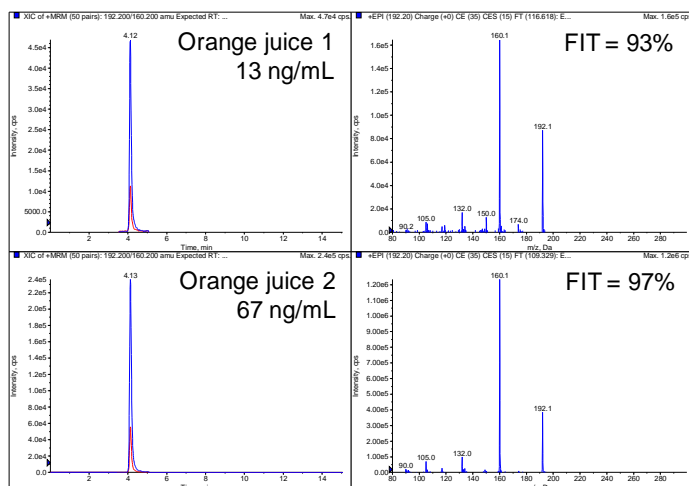 XIC of +MRM (50 pairs): 192.200/160.200 amu Expected RT: ...
Max. 4.7e4 cps.
4.12
Orange juice 1
13 ng/mL
4.5e4
4.0e4
3.5e4
3.0e4
2.5e4
2.0e4
1.5e4
1.0e4
5000.0
0.0
2
4
6
8
10
12
14
Time, min
Intensity, cps
+EPI (192.20) Charge (+0) CE (35) CES (15) FT (116.618): E...
Max. 1.6e5 cps.
FIT = 93%
160.1
192.1
132.0
150.0
105.0
174.0
90.2
1.6e5
1.4e5
1.2e5
1.0e5
8.0e4
6.0e4
4.0e4
2.0e4
0.0
80
100
120
140
160
180
200
220
240
260
280
m/z, Da
Intensity, cps
XIC of +MRM (50 pairs): 192.200/160.200 amu Expected RT: ...
Max. 2.4e5 cps.
4.13
Orange juice 2
67 ng/mL
2.4e5
2.2e5
2.0e5
1.8e5
1.6e5
1.4e5
1.2e5
1.0e5
8.0e4
6.0e4
4.0e4
2.0e4
0.0
2
4
6
8
10
12
14
Intensity, cps
+EPI (192.20) Charge (+0) CE (35) CES (15) FT (109.329): E...
Max. 1.2e6 cps.
FIT = 97%
160.1
192.1
132.0
105.0
90.0
1.20e6
1.10e6
1.00e6
9.00e5
8.00e5
7.00e5
6.00e5
5.00e5
4.00e5
3.00e5
2.00e5
1.00e5
0.00
80
100
120
140
160
180
200
220
240
260
280
Intensity, cps